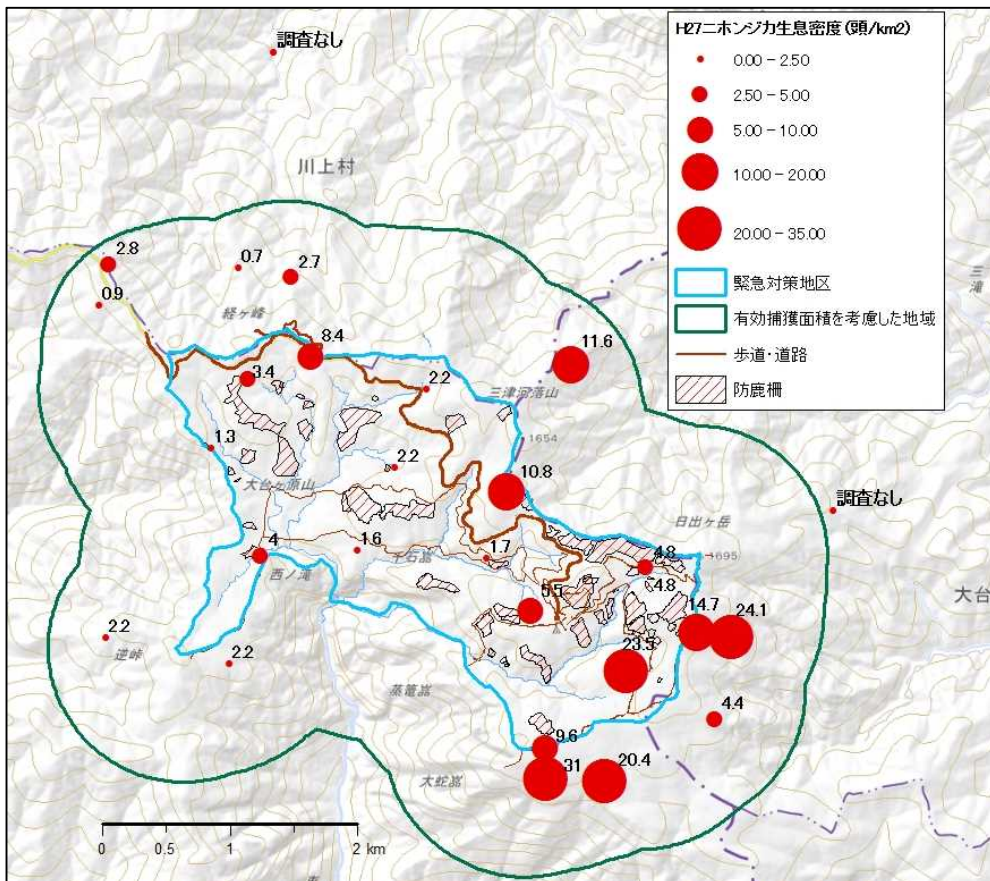 調査なし
川上村
H27ニホンジカ生息密度(頭/km2)
0.00 - 2.50
2.50 - 5.00
5.00 - 10.00
10.00 - 20.00
20.00 - 35.00
緊急対策地区
有効捕獲面積を考慮した地域
歩道・道路
防鹿柵
三滝
2.8
0.7
2.7
0.9
経ヶ峰
8.4
11.6
3.4
2.2
三津河落山
1.3
1654
2.2
大台ヶ原山
10.8
調査なし
日出ヶ岳
4
1.6
千石嵓
1.7
4.8
1695
西ノ滝
4.8
大台
5.5
14.7
24.1
2.2
逆峠
2.2
23.5
蒸篭嵓
4.4
9.6
大蛇嵓
31
20.4
0 0.5 1 2 km